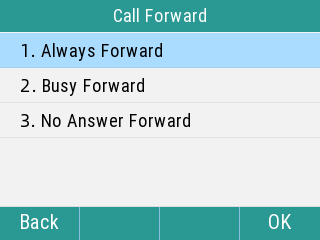 Call Forward
1. Always Forward
2. Busy Forward
3. No Answer Forward
Back
OK